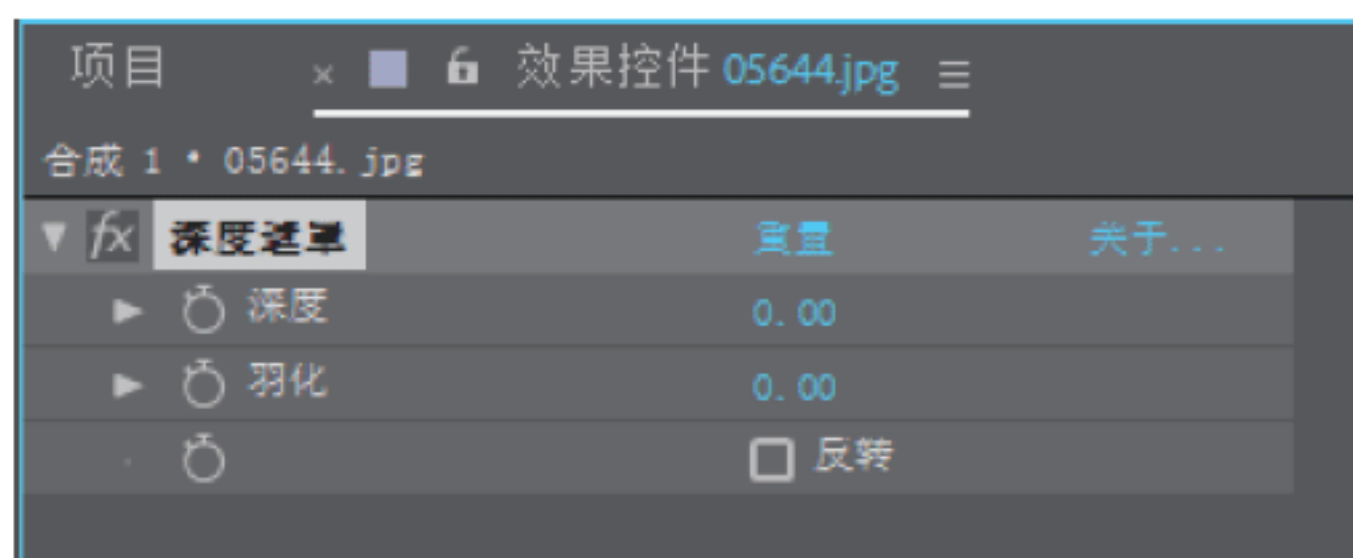 项目 × 效果控件 05644.jpg ≡
合成 1 • 05644.jpg
fx 深度遮罩 重置 关于...
深度 0.00
羽化 0.00
反转